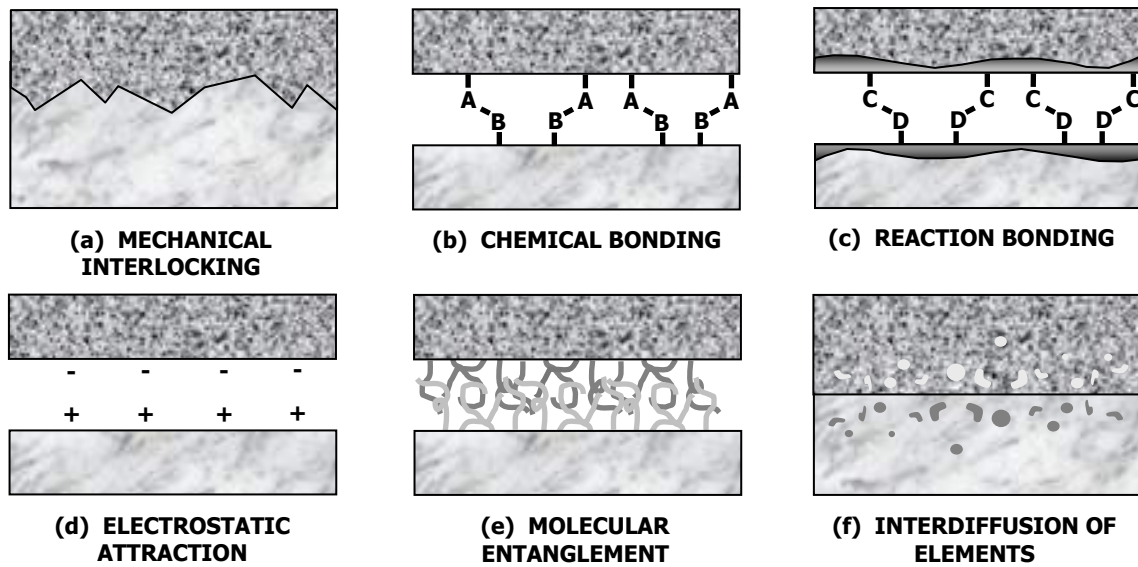 A A A A
B B B B
C C C C
D D D D
(a) MECHANICAL
INTERLOCKING
(b) CHEMICAL BONDING
(c) REACTION BONDING
- - - -
+ + + +
(d) ELECTROSTATIC
ATTRACTION
(e) MOLECULAR
ENTANGLEMENT
(f) INTERDIFFUSION OF
ELEMENTS